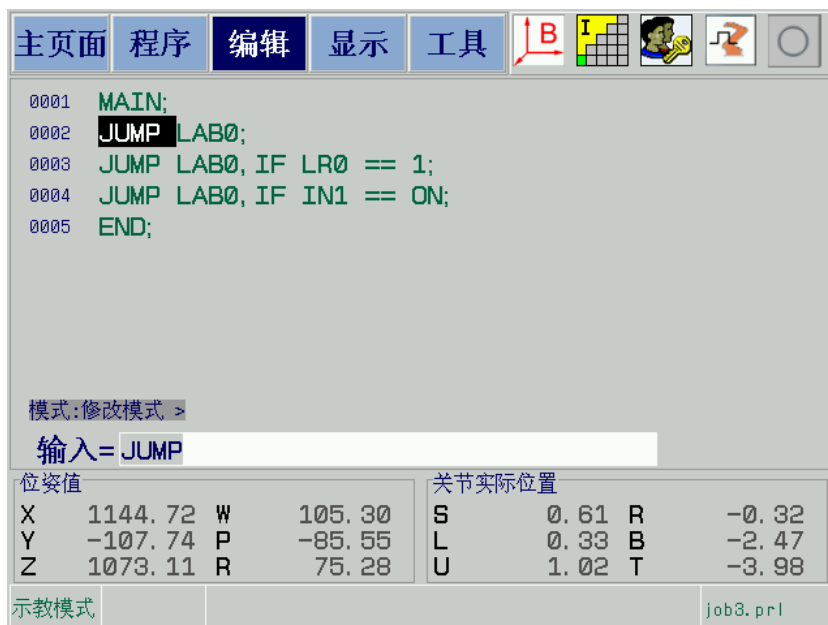 主页面 程序 编辑 显示 工具 B I
0001 MAIN;
0002 JUMP LAB0;
0003 JUMP LAB0, IF LR0 == 1;
0004 JUMP LAB0, IF IN1 == ON;
0005 END;
模式:修改模式 >
输入= JUMP
位姿值 关节实际位置
X 1144.72 W 105.30 S 0.61 R -0.32
Y -107.74 P -85.55 L 0.33 B -2.47
Z 1073.11 R 75.28 U 1.02 T -3.98
示教模式 job3.prl